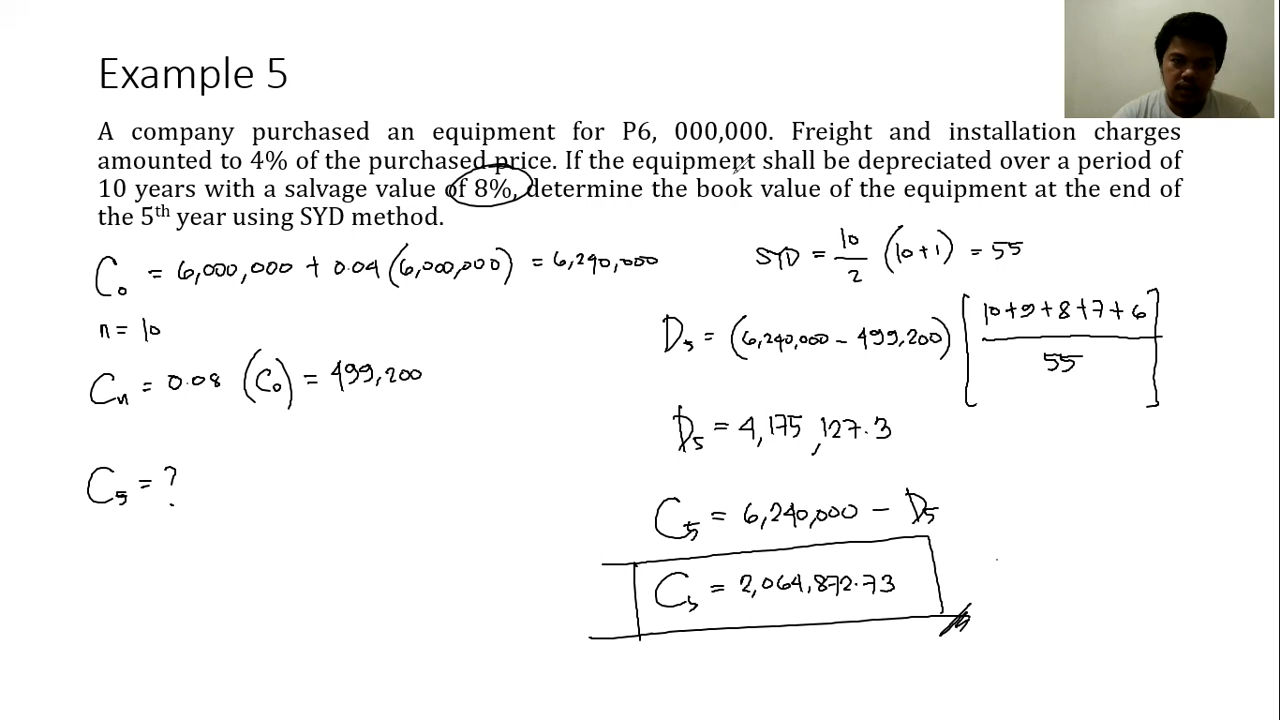 Example 5
A company purchased an equipment for P6, 000,000. Freight and installation charges
amounted to 4% of the purchased price. If the equipment shall be depreciated over a period of
10 years with a salvage value of 8%, determine the book value of the equipment at the end of
the 5th year using SYD method.
C₀ = 6,000,000 + 0.04 (6,000,000) = 6,240,000
n = 10
Cₙ = 0.08 (C₀) = 499,200
C₅ = ?
SYD = 10/2 (10+1) = 55
D₅ = (6,240,000 - 499,200) [10+9+8+7+6 / 55]
D₅ = 4,175,127.3
C₅ = 6,240,000 - D₅
C₅ = 2,064,872.73